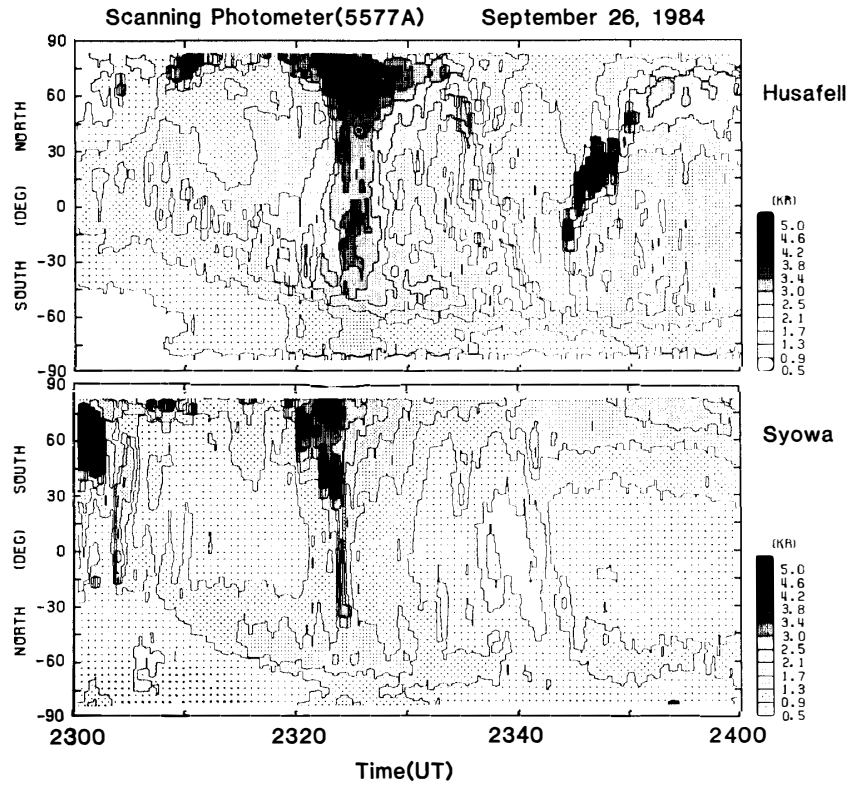 Scanning Photometer(5577A) September 26, 1984
90
60
30
0
-30
-60
-90
NORTH
(DEG)
SOUTH
Husafell
(KR)
5.0
4.6
4.2
3.8
3.4
3.0
2.5
2.1
1.7
1.3
0.9
0.5
90
60
30
0
-30
-60
-90
SOUTH
(DEG)
NORTH
Syowa
(KR)
5.0
4.6
4.2
3.8
3.4
3.0
2.5
2.1
1.7
1.3
0.9
0.5
2300 2310 2320 2330 2340 2350 2400
Time(UT)